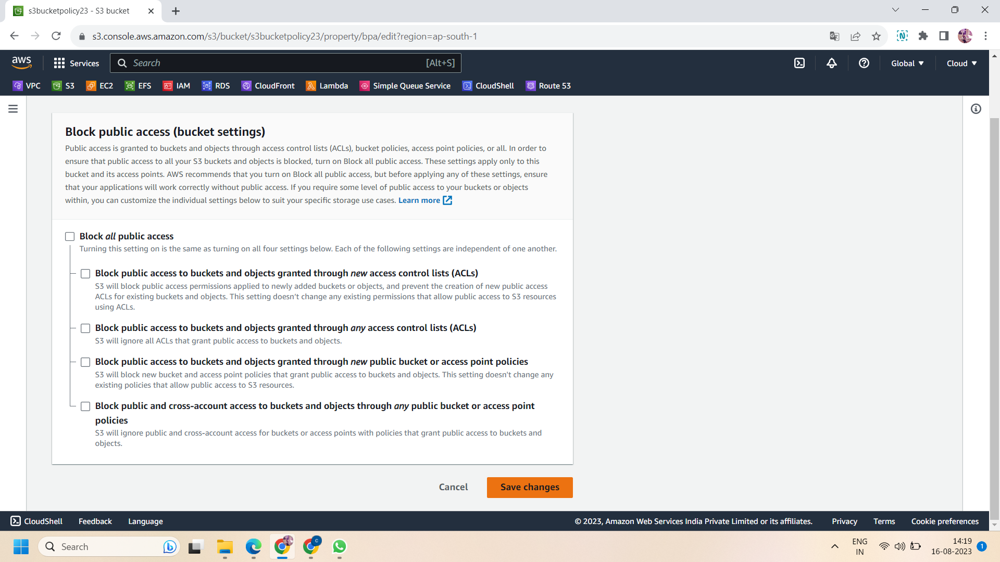 s3bucketpolicy23 - S3 bucket
s3.console.aws.amazon.com/s3/bucket/s3bucketpolicy23/property/bpa/edit?region=ap-south-1
aws
Services
Search
[Alt+S]
Global
Cloud
VPC
S3
EC2
EFS
IAM
RDS
CloudFront
Lambda
Simple Queue Service
CloudShell
Route 53
Block public access (bucket settings)
Public access is granted to buckets and objects through access control lists (ACLs), bucket policies, access point policies, or all. In order to
ensure that public access to all your S3 buckets and objects is blocked, turn on Block all public access. These settings apply only to this
bucket and its access points. AWS recommends that you turn on Block all public access, but before applying any of these settings, ensure
that your applications will work correctly without public access. If you require some level of public access to your buckets or objects
within, you can customize the individual settings below to suit your specific storage use cases. Learn more
Block all public access
Turning this setting on is the same as turning on all four settings below. Each of the following settings are independent of one another.
Block public access to buckets and objects granted through new access control lists (ACLs)
S3 will block public access permissions applied to newly added buckets or objects, and prevent the creation of new public access
ACLs for existing buckets and objects. This setting doesn't change any existing permissions that allow public access to S3 resources
using ACLs.
Block public access to buckets and objects granted through any access control lists (ACLs)
S3 will ignore all ACLs that grant public access to buckets and objects.
Block public access to buckets and objects granted through new public bucket or access point policies
S3 will block new bucket and access point policies that grant public access to buckets and objects. This setting doesn't change any
existing policies that allow public access to S3 resources.
Block public and cross-account access to buckets and objects through any public bucket or access point
policies
S3 will ignore public and cross-account access for buckets or access points with policies that grant public access to buckets and
objects.
Cancel
Save changes
CloudShell
Feedback
Language
© 2023, Amazon Web Services India Private Limited or its affiliates.
Privacy
Terms
Cookie preferences
Search
C
ENG
IN
14:19
16-08-2023
1